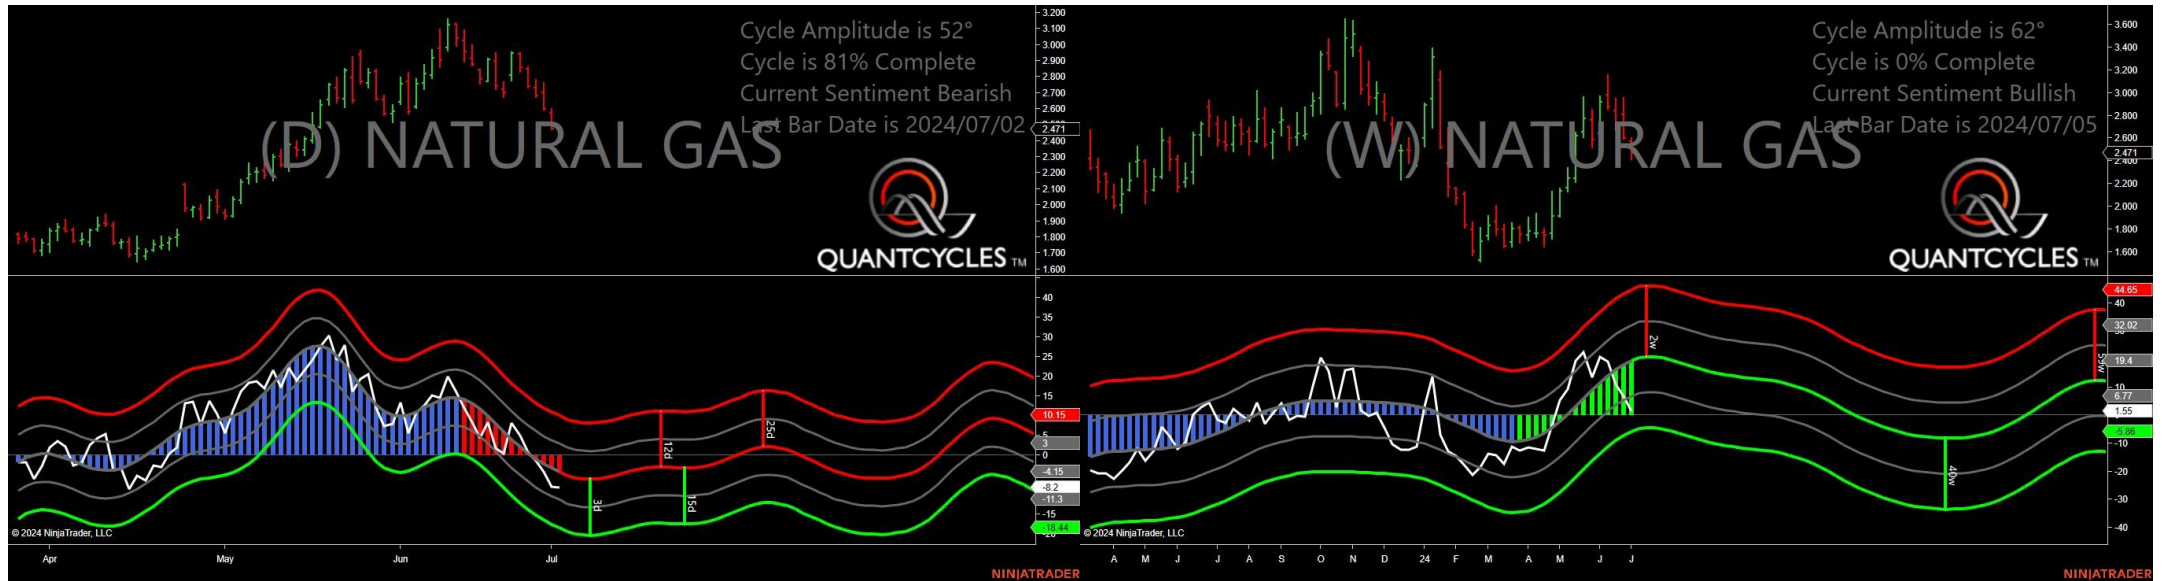 Cycle Amplitude is 52°
Cycle is 81% Complete
Current Sentiment Bearish
Last Bar Date is 2024/07/02
(D) NATURAL GAS
QUANTCYCLES TM
3.200
3.100
3.000
2.900
2.800
2.700
2.600
2.471
2.400
2.300
2.200
2.100
2.000
1.900
1.800
1.700
1.600
40
35
30
25
20
15
10.15
5
3
0
-4.15
-8.2
-11.3
-15
-18.44
-20
12d
25d
3d
15d
© 2024 NinjaTrader, LLC
Apr May Jun Jul
NINJATRADER
Cycle Amplitude is 62°
Cycle is 0% Complete
Current Sentiment Bullish
Last Bar Date is 2024/07/05
(W) NATURAL GAS
QUANTCYCLES TM
3.600
3.400
3.200
3.000
2.800
2.600
2.471
2.400
2.200
2.000
1.800
1.600
44.65
40
32.02
19.4
10
6.77
1.55
-5.86
-10
-20
-30
-40
2w
40w
© 2024 NinjaTrader, LLC
A M J J A S O N D 24 F M A M J J
NINJATRADER